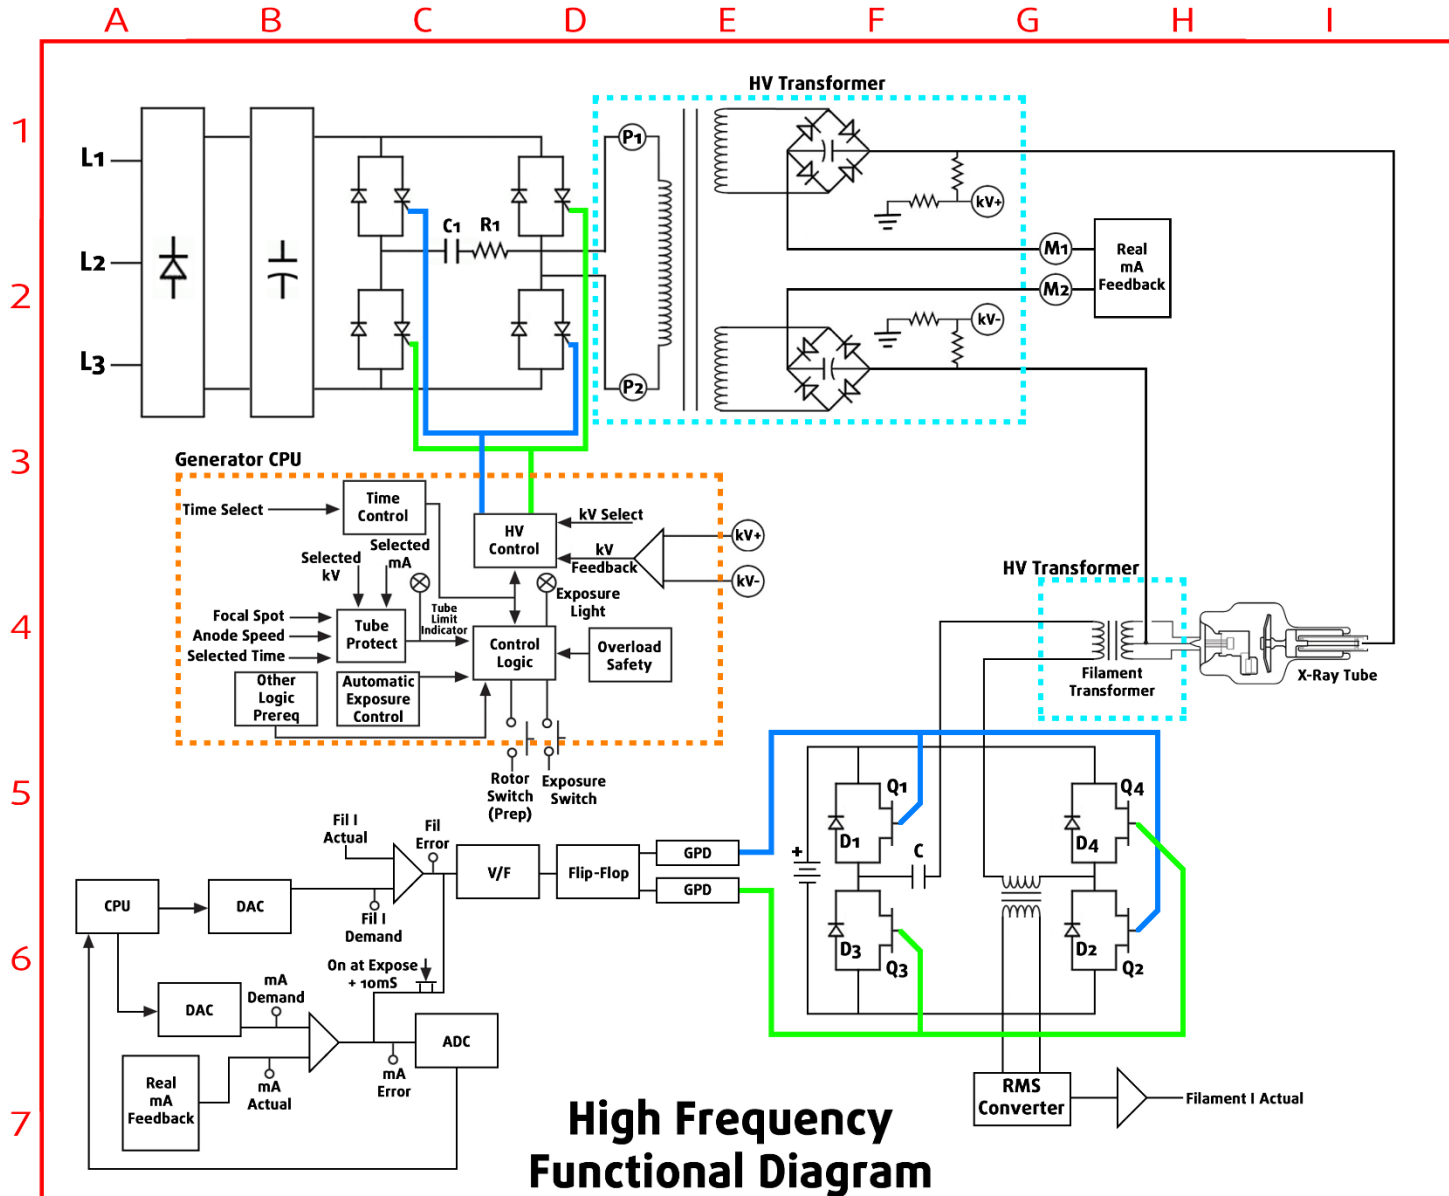 A B C D E F G H I
HV Transformer
1
P1
L1
kV+
C1 R1
M1
Real
mA
Feedback
L2
2
M2
kV-
L3
P2
3
Generator CPU
Time Select
Time
Control
kV Select
HV
Control
kV
Feedback
kV+
kV-
Selected
kV
Selected
mA
Exposure
Light
HV Transformer
4
Focal Spot
Anode Speed
Selected Time
Tube
Protect
Tube
Limit
Indicator
Control
Logic
Overload
Safety
Filament
Transformer
X-Ray Tube
Other
Logic
Prereq
Automatic
Exposure
Control
5
Rotor
Switch
(Prep)
Exposure
Switch
Q1
Q4
D1
D4
C
+
Fil I
Actual
Fil
Error
V/F
Flip-Flop
GPD
GPD
CPU
DAC
Fil I
Demand
6
D3
Q3
D2
Q2
On at Expose
+ 10mS
mA
Demand
DAC
ADC
mA
Error
Real
mA
Feedback
mA
Actual
RMS
Converter
Filament I Actual
7
High Frequency
Functional Diagram